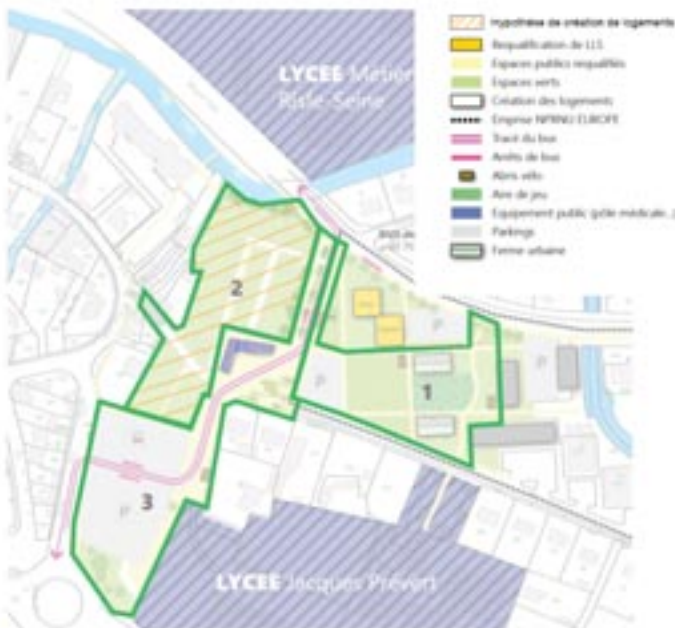 Hypothèse de création de logements
Requalification de LLS
Espaces publics requalifiés
Espaces verts
Création des logements
Emprise NPRNU EUROPE
Tracé du bus
Arrêts de bus
Abris vélo
Aire de jeu
Equipement public (pôle médicale...)
Parkings
Ferme urbaine
LYCEE Métier
Risle-Seine
2
P
P
1
P
3
P
LYCEE Jacques Prévert